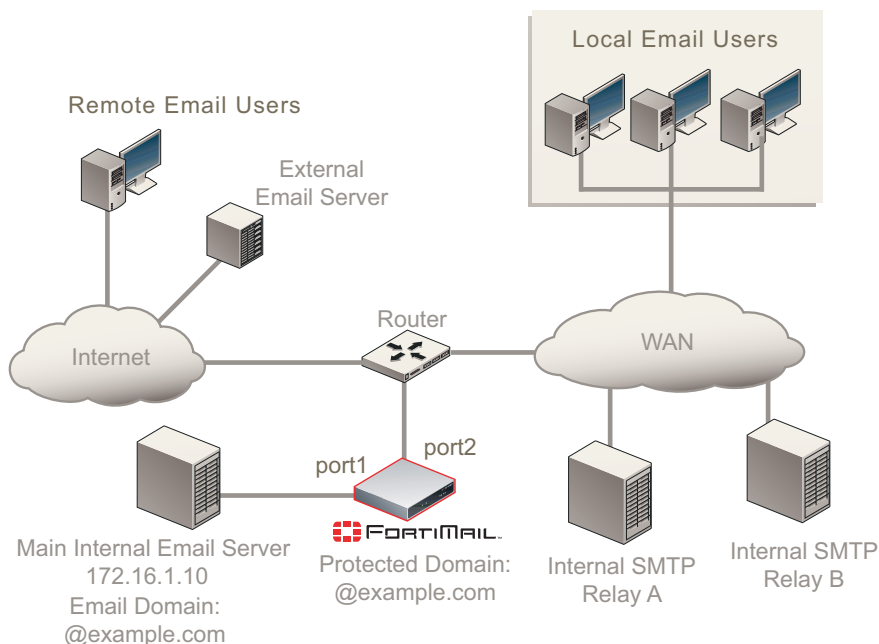 Local Email Users
Remote Email Users
External
Email Server
Router
Internet
WAN
port2
port1
FORTIMAIL
Main Internal Email Server
172.16.1.10
Email Domain:
@example.com
Protected Domain:
@example.com
Internal SMTP
Relay A
Internal SMTP
Relay B